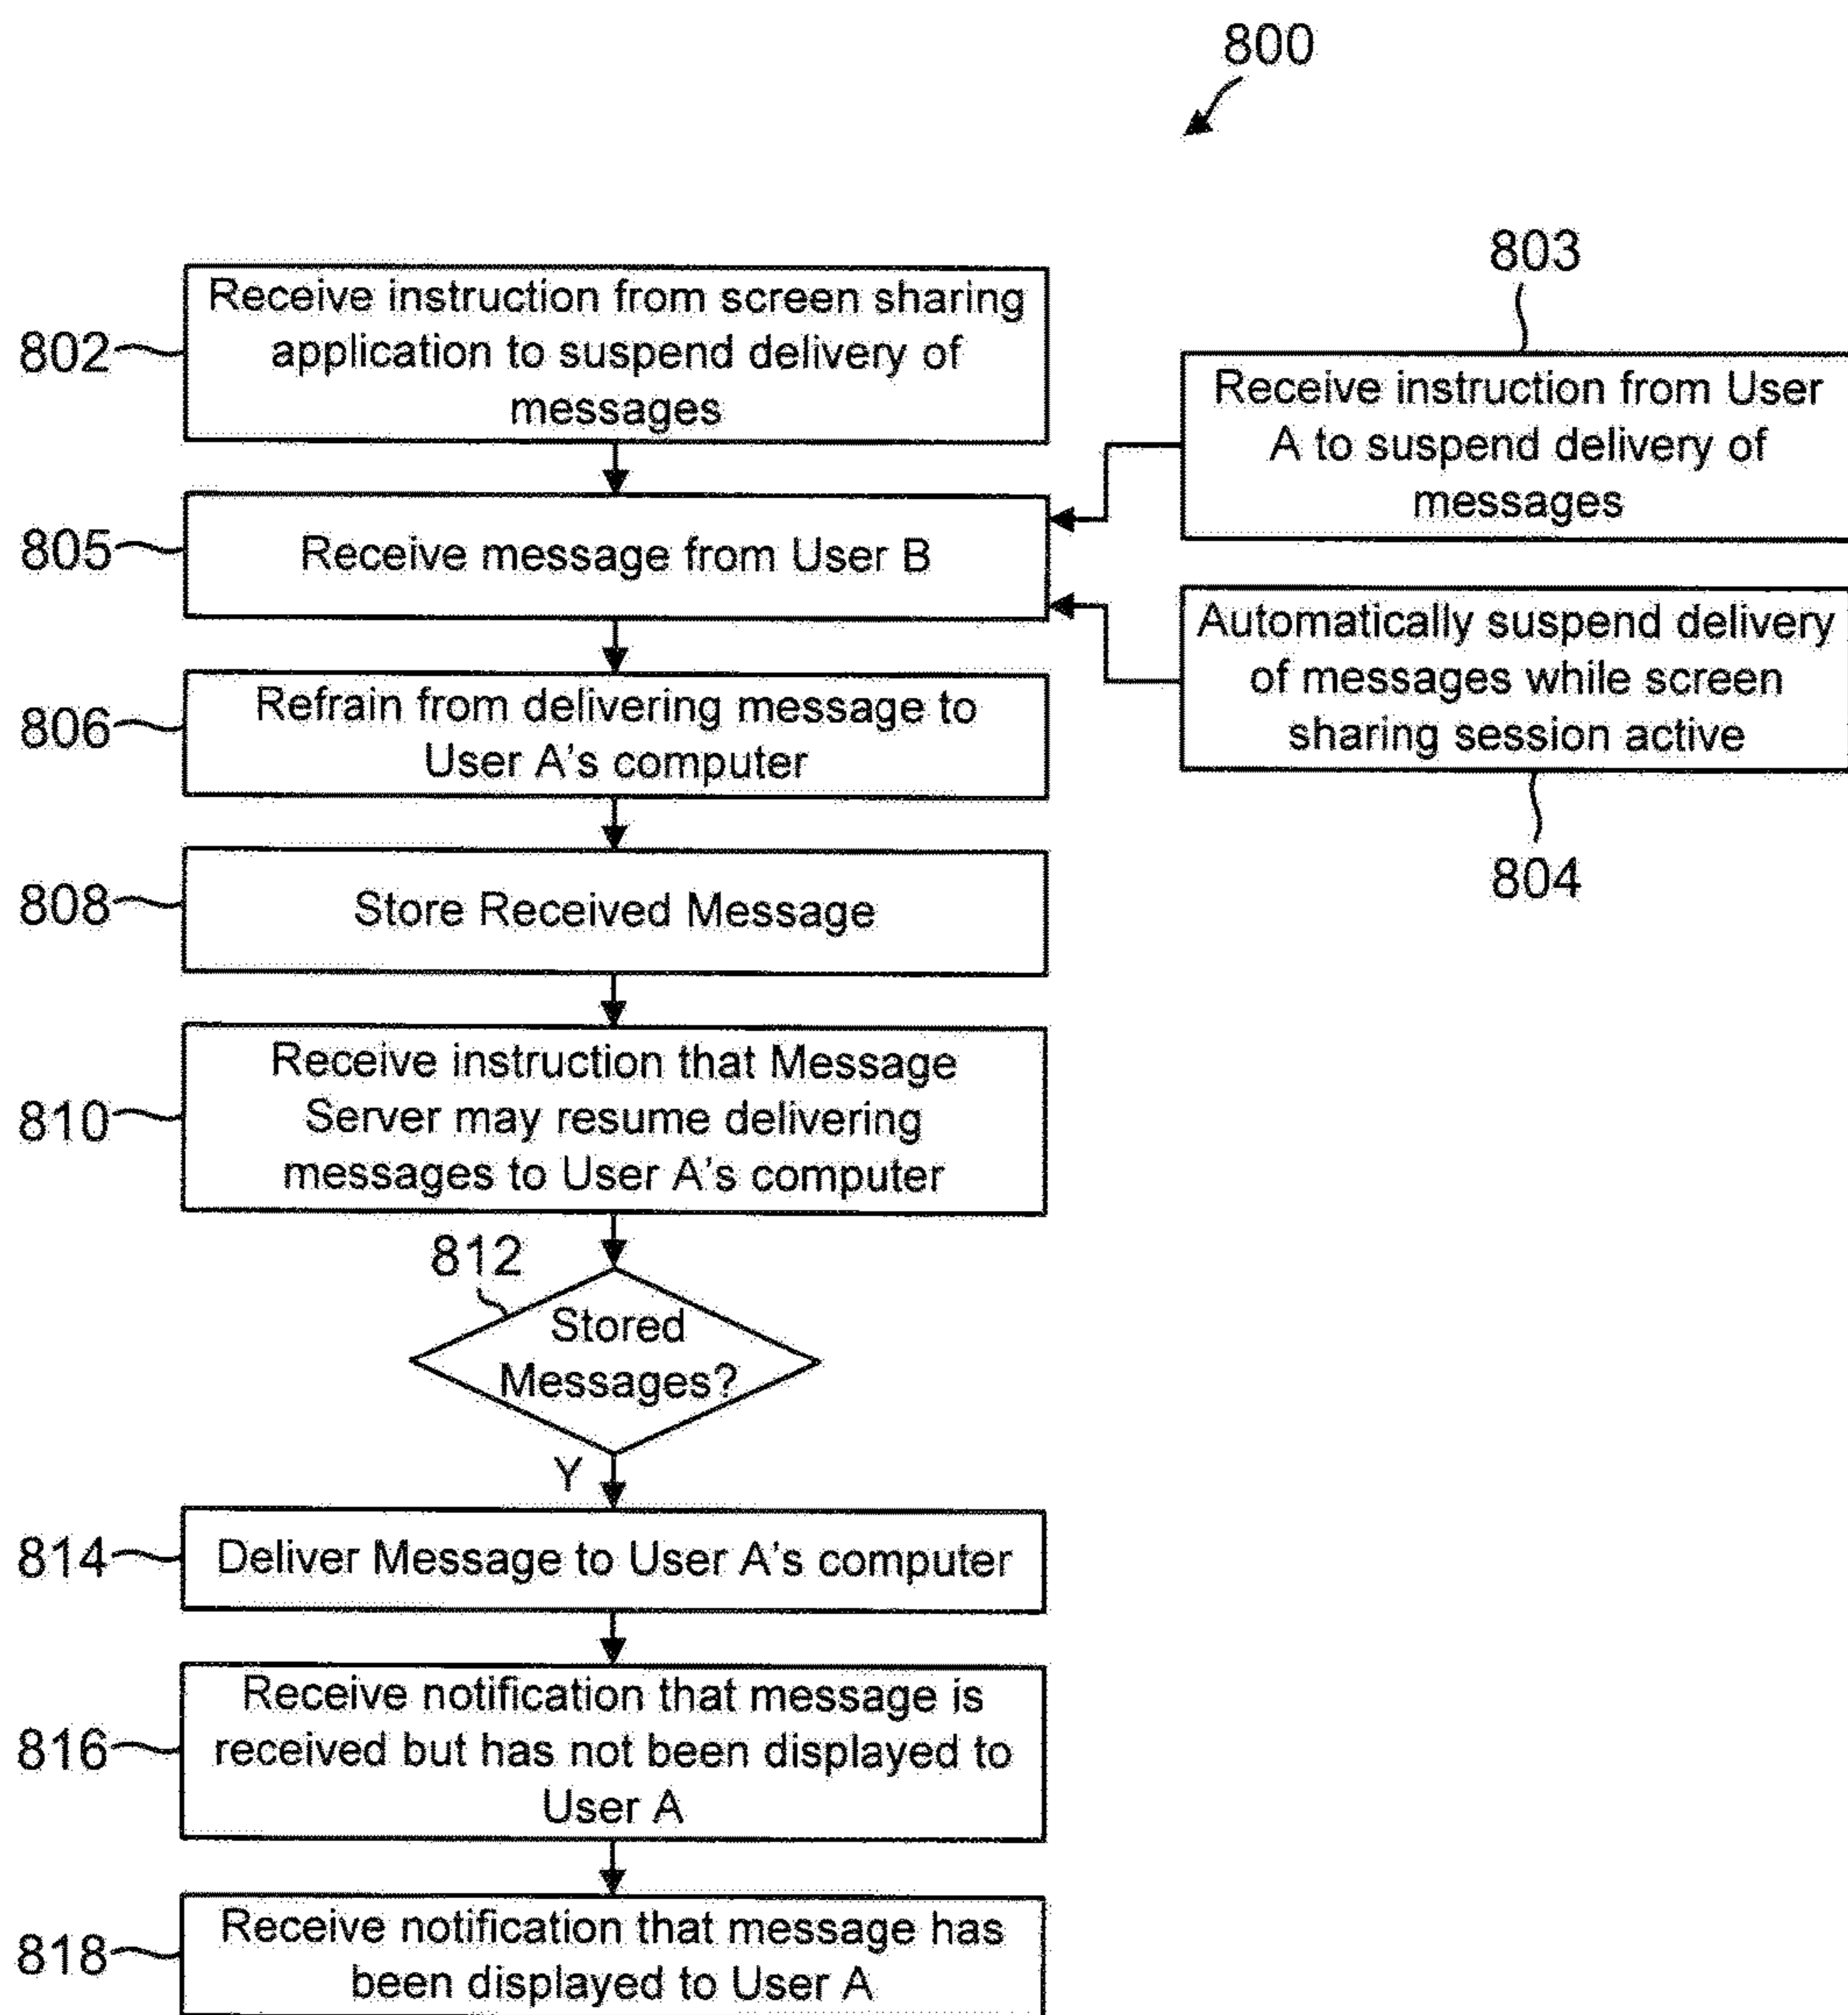 800
802
Receive instruction from screen sharing
application to suspend delivery of
messages
803
Receive instruction from User
A to suspend delivery of
messages
805
Receive message from User B
Automatically suspend delivery
of messages while screen
sharing session active
804
806
Refrain from delivering message to
User A's computer
808
Store Received Message
810
Receive instruction that Message
Server may resume delivering
messages to User A's computer
812
Stored
Messages?
Y
814
Deliver Message to User A's computer
816
Receive notification that message is
received but has not been displayed to
User A
818
Receive notification that message has
been displayed to User A